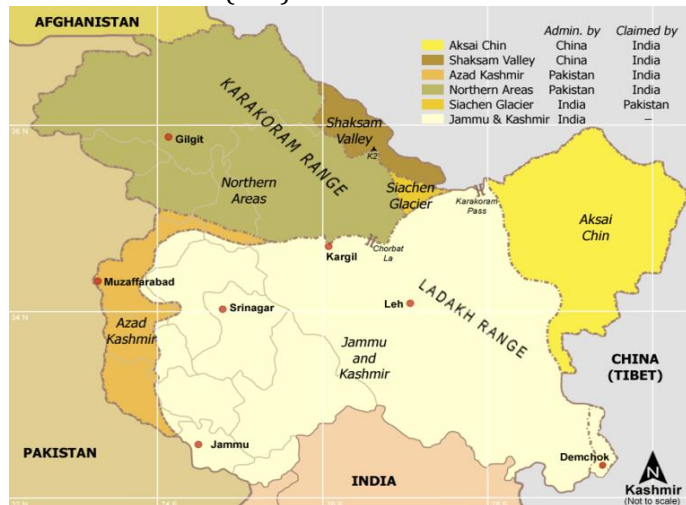 AFGHANISTAN
Admin. by Claimed by
Aksai Chin China India
Shaksam Valley China India
Azad Kashmir Pakistan India
Northern Areas Pakistan India
Siachen Glacier India Pakistan
Jammu & Kashmir India –
KARAKORAM RANGE
36 N
Gilgit
Shaksam
Valley
K2
Northern
Areas
Siachen
Glacier
Karakoram
Pass
Aksai
Chin
Kargil
Chorbat
La
Muzaffarabad
Srinagar
Leh
LADAKH RANGE
34 N
Azad
Kashmir
Jammu
and
Kashmir
CHINA
(TIBET)
Jammu
PAKISTAN
INDIA
Demchok
N
Kashmir
(Not to scale)